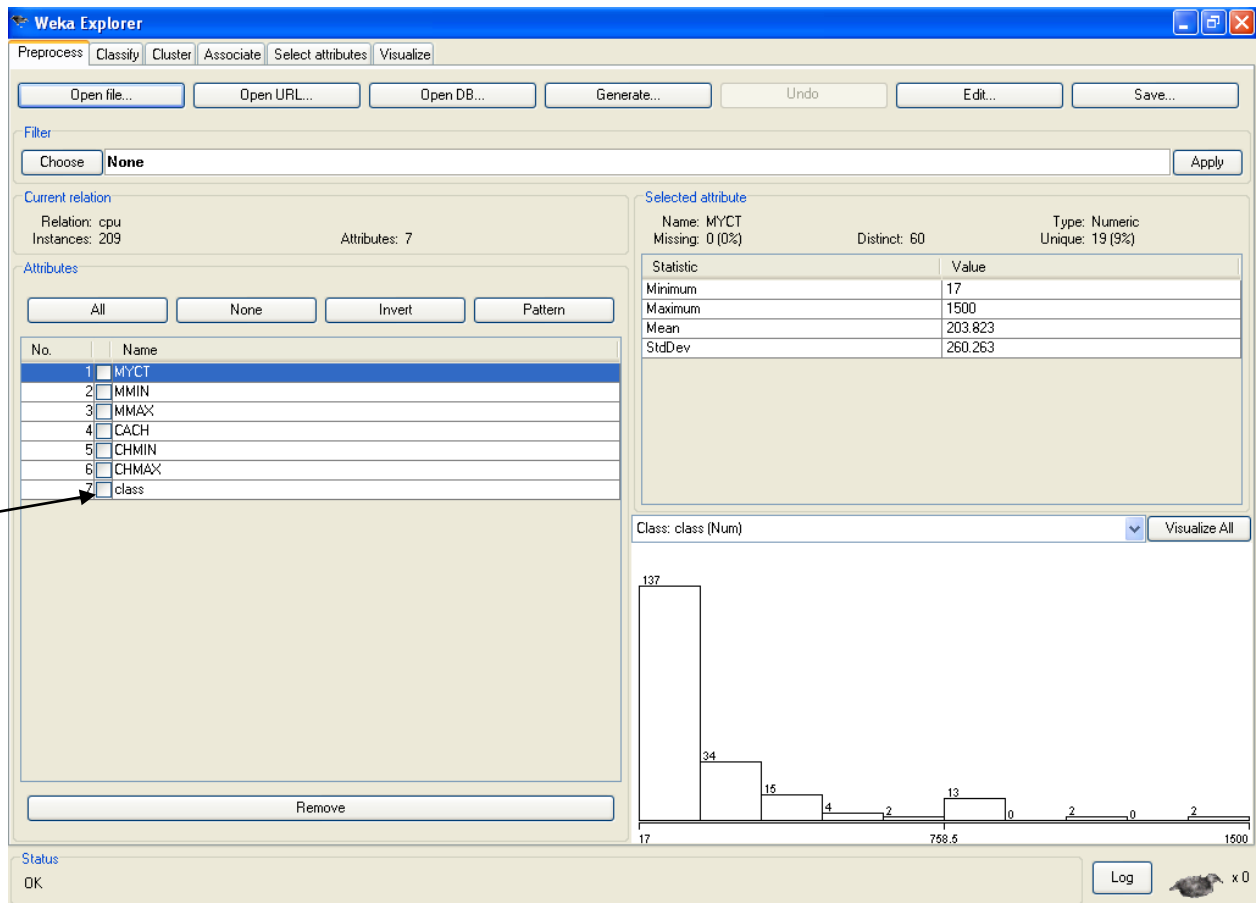 Weka Explorer
Preprocess Classify Cluster Associate Select attributes Visualize
Open file... Open URL... Open DB... Generate... Undo Edit... Save...
Filter
Choose None Apply
Current relation
Relation: cpu
Instances: 209 Attributes: 7
Selected attribute
Name: MYCT Type: Numeric
Missing: 0 (0%) Distinct: 60 Unique: 19 (9%)
Statistic Value
Minimum 17
Maximum 1500
Mean 203.823
StdDev 260.263
Attributes
All None Invert Pattern
No. Name
1 MYCT
2 MMIN
3 MMAX
4 CACH
5 CHMIN
6 CHMAX
7 class
Remove
Class: class (Num) Visualize All
137
34
15
4
2
13
0
2
0
2
17 758.5 1500
Status
OK
Log x 0